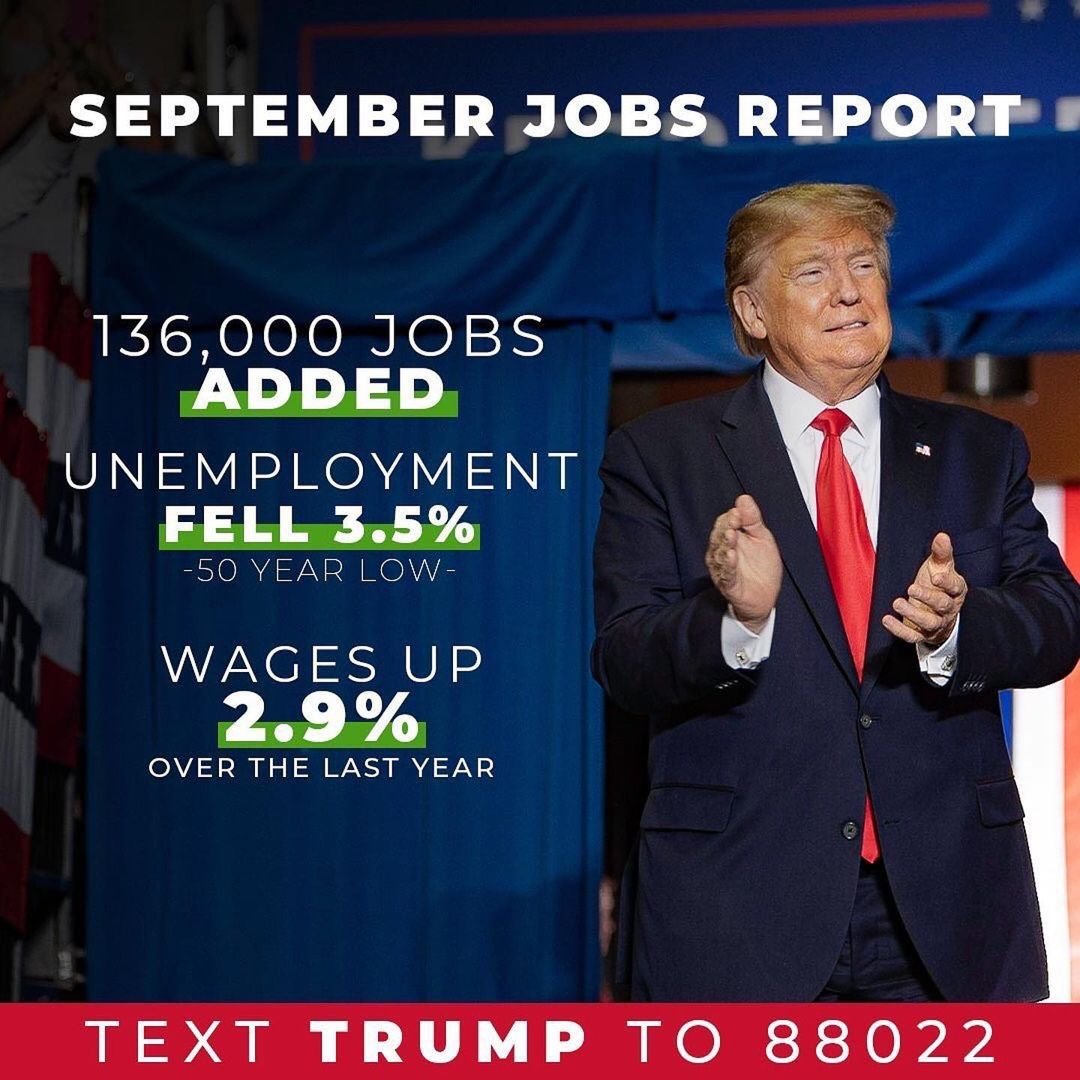 SEPTEMBER JOBS REPORT
136,000 JOBS
ADDED
UNEMPLOYMENT
FELL 3.5%
-50 YEAR LOW-
WAGES UP
2.9%
OVER THE LAST YEAR
TEXT TRUMP TO 88022